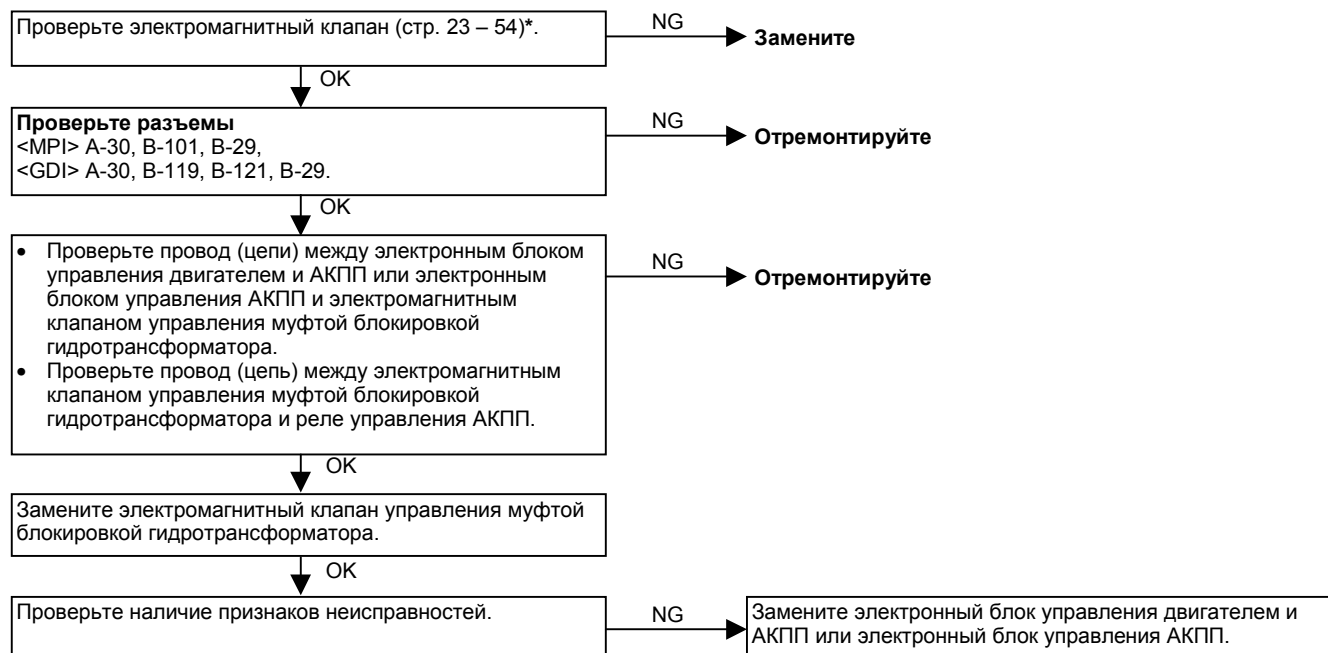 Проверьте электромагнитный клапан (стр. 23 – 54)*.
NG
Замените
OK
Проверьте разъемы
<MPI> A-30, B-101, B-29,
<GDI> A-30, B-119, B-121, B-29.
NG
Отремонтируйте
OK
• Проверьте провод (цепи) между электронным блоком
управления двигателем и АКПП или электронным
блоком управления АКПП и электромагнитным
клапаном управления муфтой блокировкой
гидротрансформатора.
• Проверьте провод (цепь) между электромагнитным
клапаном управления муфтой блокировкой
гидротрансформатора и реле управления АКПП.
NG
Отремонтируйте
OK
Замените электромагнитный клапан управления муфтой
блокировкой гидротрансформатора.
OK
Проверьте наличие признаков неисправностей.
NG
Замените электронный блок управления двигателем и
АКПП или электронный блок управления АКПП.